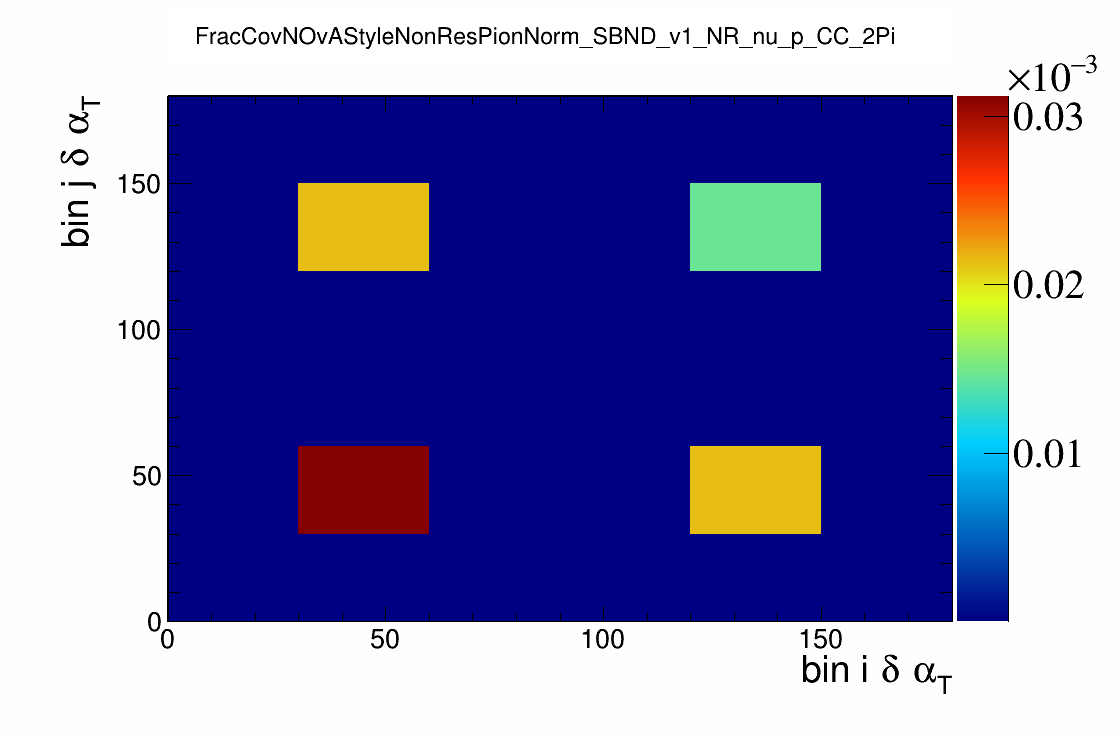 FracCovNOvAStyleNonResPionNorm_SBND_v1_NR_nu_p_CC_2Pi
×10⁻³
bin j δ α_T
150
100
50
0
0 50 100 150
bin i δ α_T
0.03
0.02
0.01